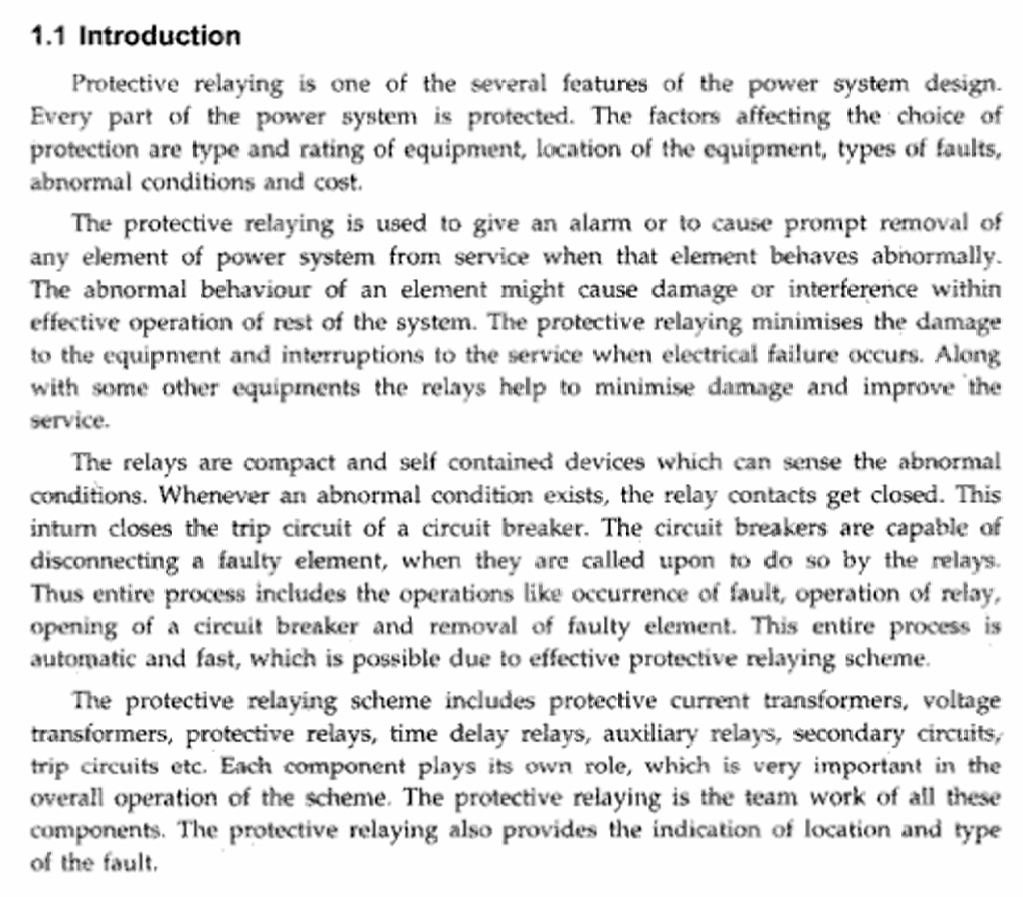 1.1 Introduction
Protective relaying is one of the several features of the power system design.
Every part of the power system is protected. The factors affecting the choice of
protection are type and rating of equipment, location of the equipment, types of faults,
abnormal conditions and cost.
The protective relaying is used to give an alarm or to cause prompt removal of
any element of power system from service when that element behaves abnormally.
The abnormal behaviour of an element might cause damage or interference within
effective operation of rest of the system. The protective relaying minimises the damage
to the equipment and interruptions to the service when electrical failure occurs. Along
with some other equipments the relays help to minimise damage and improve the
service.
The relays are compact and self contained devices which can sense the abnormal
conditions. Whenever an abnormal condition exists, the relay contacts get closed. This
inturn closes the trip circuit of a circuit breaker. The circuit breakers are capable of
disconnecting a faulty element, when they are called upon to do so by the relays.
Thus entire process includes the operations like occurrence of fault, operation of relay,
opening of a circuit breaker and removal of faulty element. This entire process is
automatic and fast, which is possible due to effective protective relaying scheme.
The protective relaying scheme includes protective current transformers, voltage
transformers, protective relays, time delay relays, auxiliary relays, secondary circuits,
trip circuits etc. Each component plays its own role, which is very important in the
overall operation of the scheme. The protective relaying is the team work of all these
components. The protective relaying also provides the indication of location and type
of the fault.